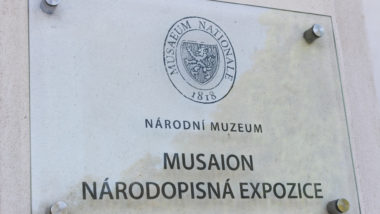 MUSAEUM NATIONALE
1818
NÁRODNÍ MUZEUM
MUSAION
NÁRODOPISNÁ EXPOZICE